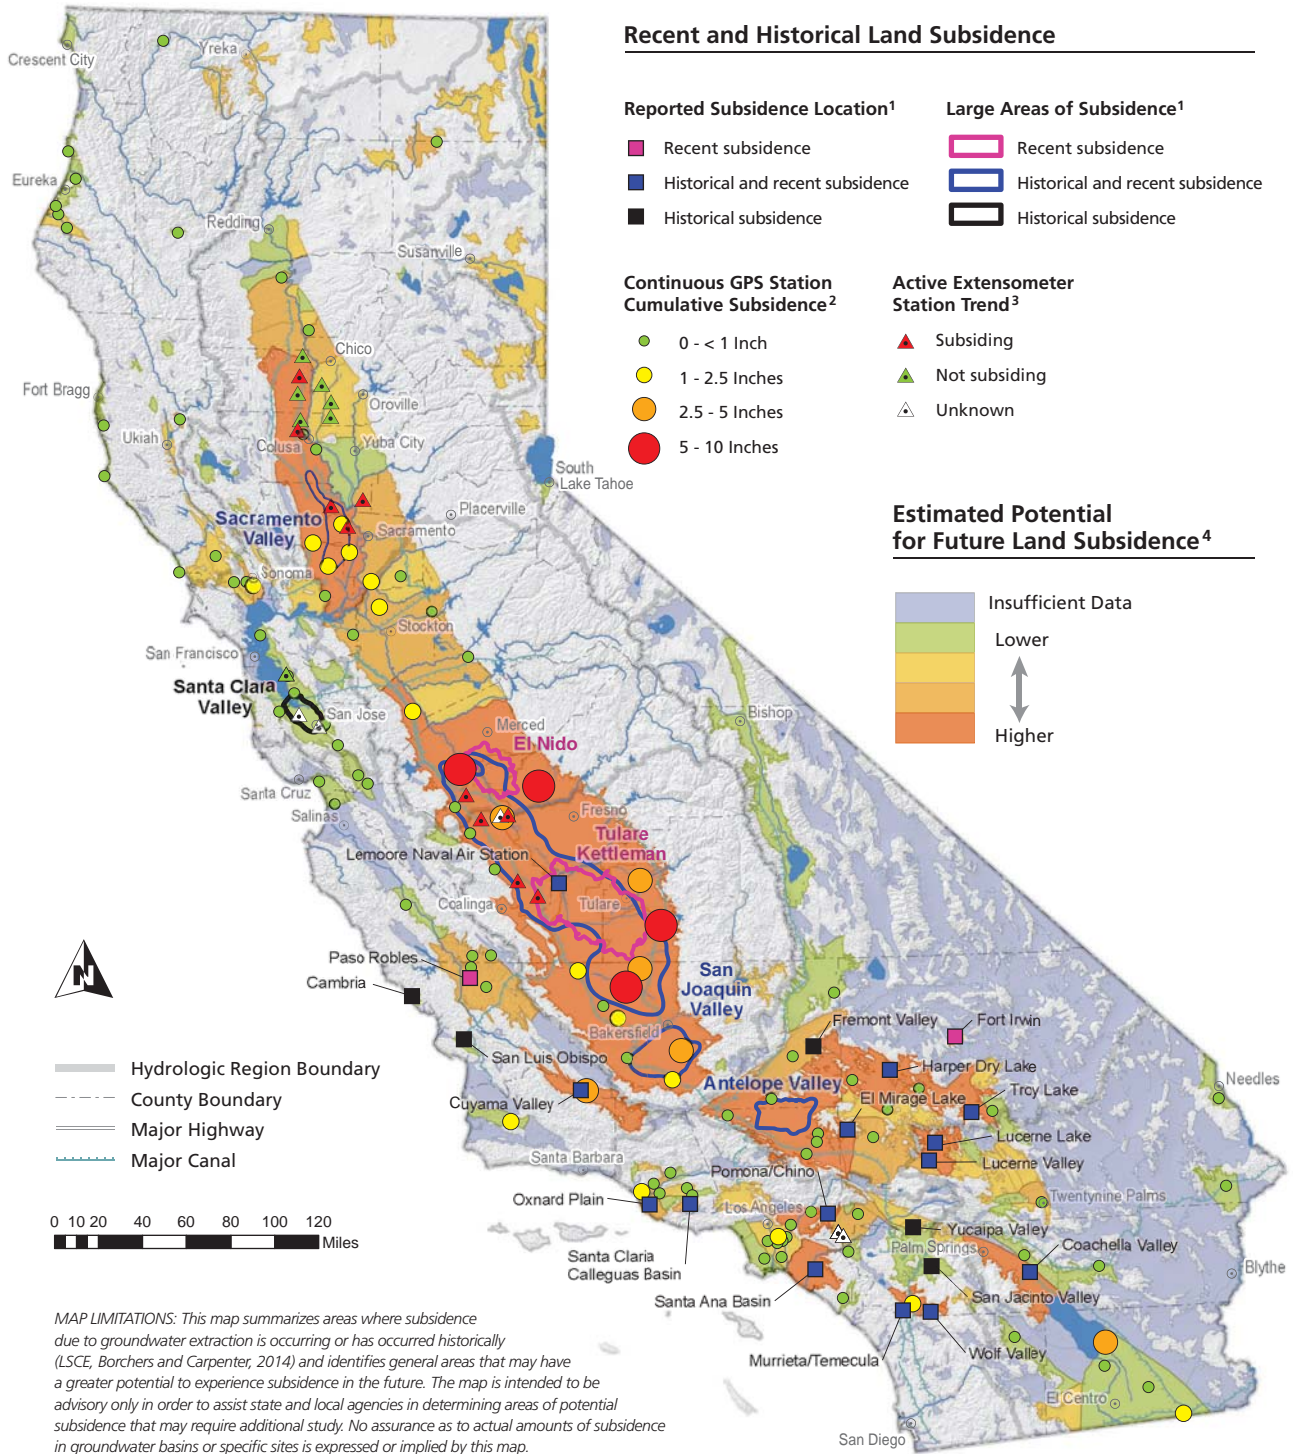 Recent and Historical Land Subsidence
Reported Subsidence Location1
Recent subsidence
Historical and recent subsidence
Historical subsidence
Large Areas of Subsidence1
Recent subsidence
Historical and recent subsidence
Historical subsidence
Continuous GPS Station
Cumulative Subsidence2
0 - < 1 Inch
1 - 2.5 Inches
2.5 - 5 Inches
5 - 10 Inches
Active Extensometer
Station Trend3
Subsiding
Not subsiding
Unknown
Estimated Potential
for Future Land Subsidence4
Insufficient Data
Lower
Higher
Crescent City
Yreka
Eureka
Redding
Susanville
Chico
Fort Bragg
Oroville
Ukiah
Colusa
Yuba City
South
Lake Tahoe
Placerville
Sacramento
Valley
Sacramento
Sonoma
Stockton
San Francisco
Santa Clara
Valley
San Jose
Merced
El Nido
Bishop
Santa Cruz
Salinas
Fresno
Tulare
Kettleman
Lemoore Naval Air Station
Coalinga
Tulare
Paso Robles
Cambria
San
Joaquin
Valley
Bakersfield
San Luis Obispo
Fremont Valley
Fort Irwin
Harper Dry Lake
Needles
Antelope Valley
Troy Lake
El Mirage Lake
Cuyama Valley
Lucerne Lake
Lucerne Valley
Santa Barbara
Pomona/Chino
Oxnard Plain
Los Angeles
Twentynine Palms
Yucaipa Valley
Palm Springs
Coachella Valley
Santa Claria
Calleguas Basin
Blythe
Santa Ana Basin
San Jacinto Valley
Murrieta/Temecula
Wolf Valley
El Centro
San Diego
N
Hydrologic Region Boundary
County Boundary
Major Highway
Major Canal
0 10 20 40 60 80 100 120
Miles
MAP LIMITATIONS: This map summarizes areas where subsidence
due to groundwater extraction is occurring or has occurred historically
(LSCE, Borchers and Carpenter, 2014) and identifies general areas that may have
a greater potential to experience subsidence in the future. The map is intended to be
advisory only in order to assist state and local agencies in determining areas of potential
subsidence that may require additional study. No assurance as to actual amounts of subsidence
in groundwater basins or specific sites is expressed or implied by this map.